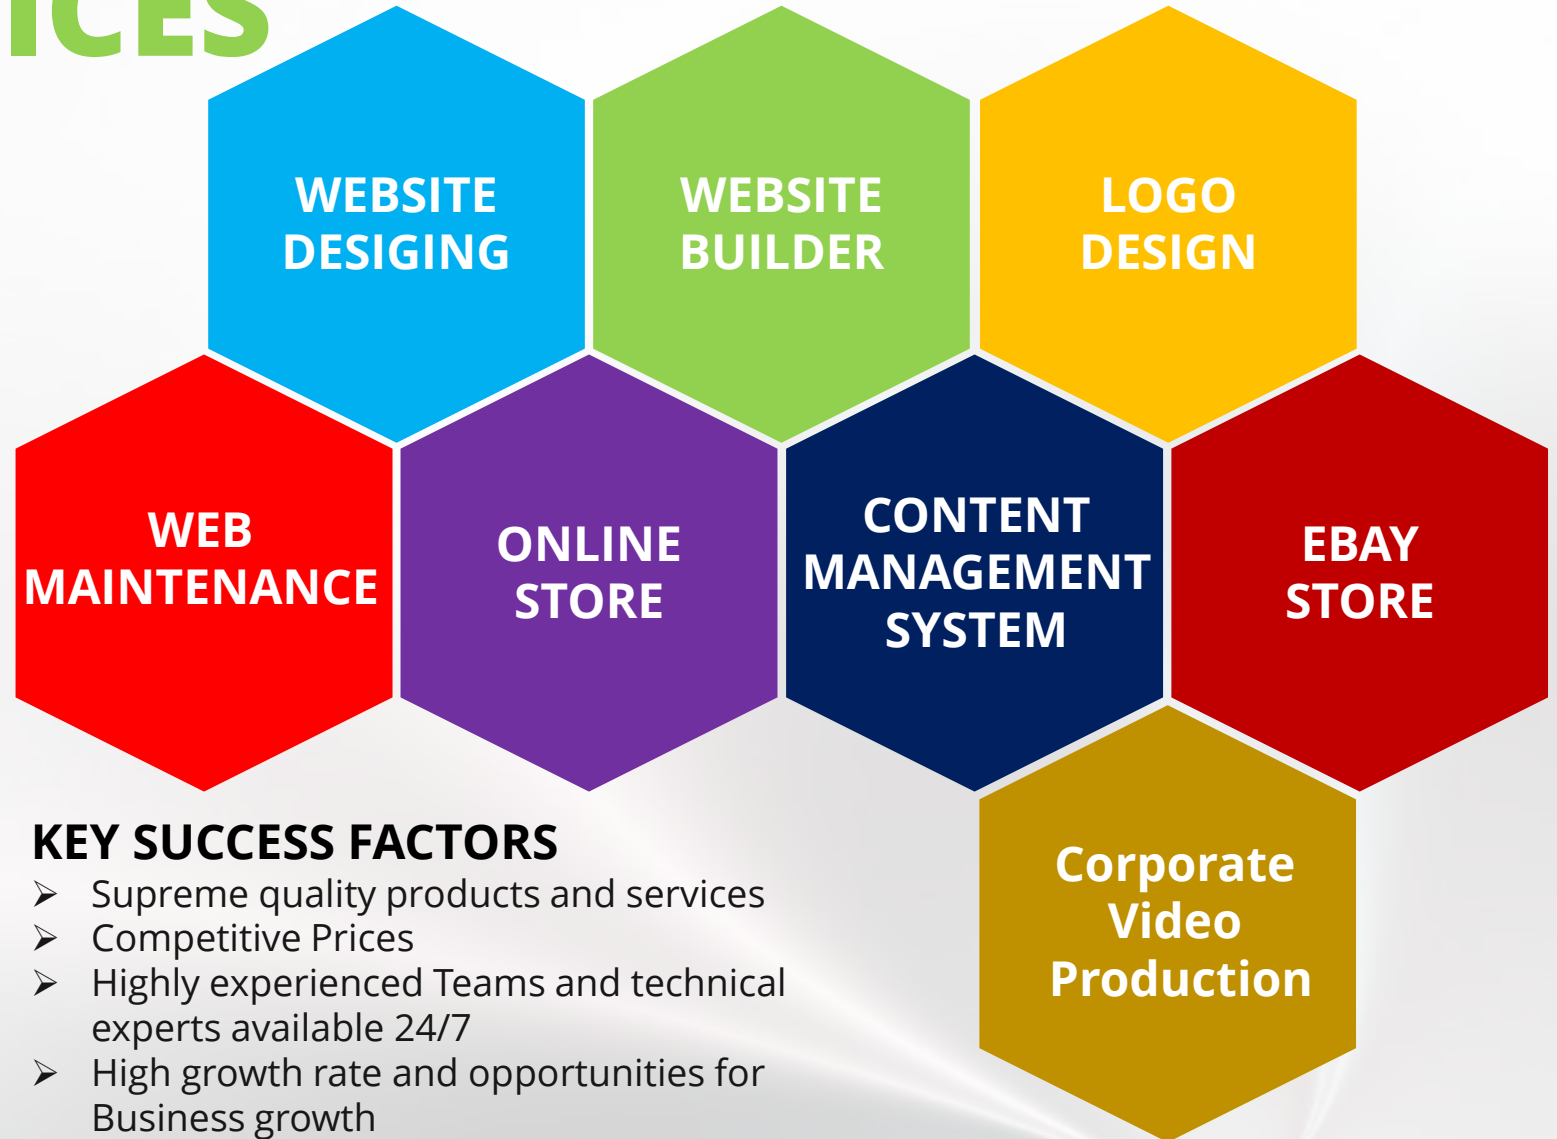 ICES
WEBSITE
DESIGING
WEBSITE
BUILDER
LOGO
DESIGN
WEB
MAINTENANCE
ONLINE
STORE
CONTENT
MANAGEMENT
SYSTEM
EBAY
STORE
KEY SUCCESS FACTORS
➢ Supreme quality products and services
➢ Competitive Prices
➢ Highly experienced Teams and technical
experts available 24/7
➢ High growth rate and opportunities for
Business growth
Corporate
Video
Production